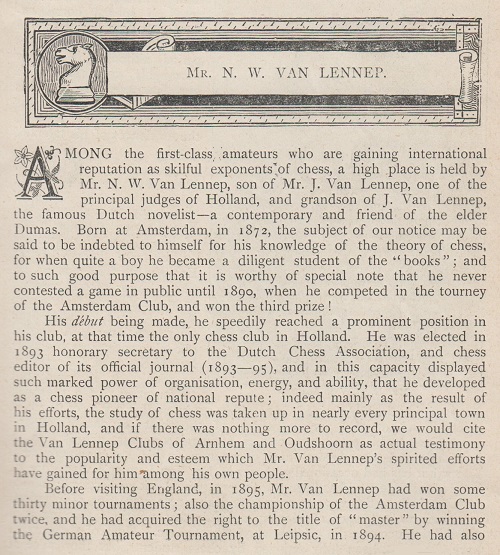 MR. N. W. VAN LENNEP.
AMONG the first-class amateurs who are gaining international
reputation as skilful exponents of chess, a high place is held by
Mr. N. W. Van Lennep, son of Mr. J. Van Lennep, one of the
principal judges of Holland, and grandson of J. Van Lennep,
the famous Dutch novelist—a contemporary and friend of the elder
Dumas. Born at Amsterdam, in 1872, the subject of our notice may be
said to be indebted to himself for his knowledge of the theory of chess,
for when quite a boy he became a diligent student of the "books"; and
to such good purpose that it is worthy of special note that he never
contested a game in public until 1890, when he competed in the tourney
of the Amsterdam Club, and won the third prize!
His début being made, he speedily reached a prominent position in
his club, at that time the only chess club in Holland. He was elected in
1893 honorary secretary to the Dutch Chess Association, and chess
editor of its official journal (1893—95), and in this capacity displayed
such marked power of organisation, energy, and ability, that he developed
as a chess pioneer of national repute; indeed mainly as the result of
his efforts, the study of chess was taken up in nearly every principal town
in Holland, and if there was nothing more to record, we would cite
the Van Lennep Clubs of Arnhem and Oudshoorn as actual testimony
to the popularity and esteem which Mr. Van Lennep's spirited efforts
have gained for him among his own people.
Before visiting England, in 1895, Mr. Van Lennep had won some
thirty minor tournaments; also the championship of the Amsterdam Club
twice, and he had acquired the right to the title of "master" by winning
the German Amateur Tournament, at Leipsic, in 1894. He had also